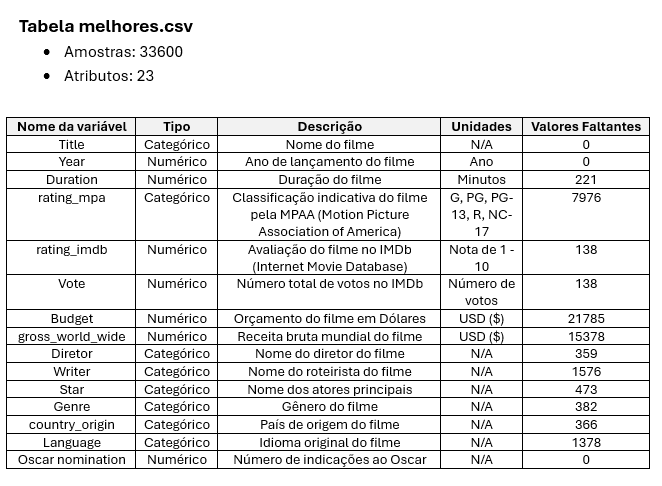 Tabela melhores.csv
• Amostras: 33600
• Atributos: 23
Nome da variável Tipo Descrição Unidades Valores Faltantes
Title Categórico Nome do filme N/A 0
Year Numérico Ano de lançamento do filme Ano 0
Duration Numérico Duração do filme Minutos 221
rating_mpa Categórico Classificação indicativa do filme G, PG, PG- 7976
pela MPAA (Motion Picture 13, R, NC-
Association of America) 17
rating_imdb Numérico Avaliação do filme no IMDb Nota de 1 - 138
(Internet Movie Database) 10
Vote Numérico Número total de votos no IMDb Número de 138
votos
Budget Numérico Orçamento do filme em Dólares USD ($) 21785
gross_world_wide Numérico Receita bruta mundial do filme USD ($) 15378
Diretor Categórico Nome do diretor do filme N/A 359
Writer Categórico Nome do roteirista do filme N/A 1576
Star Categórico Nome dos atores principais N/A 473
Genre Categórico Gênero do filme N/A 382
country_origin Categórico País de origem do filme N/A 366
Language Categórico Idioma original do filme N/A 1378
Oscar nomination Numérico Número de indicações ao Oscar N/A 0